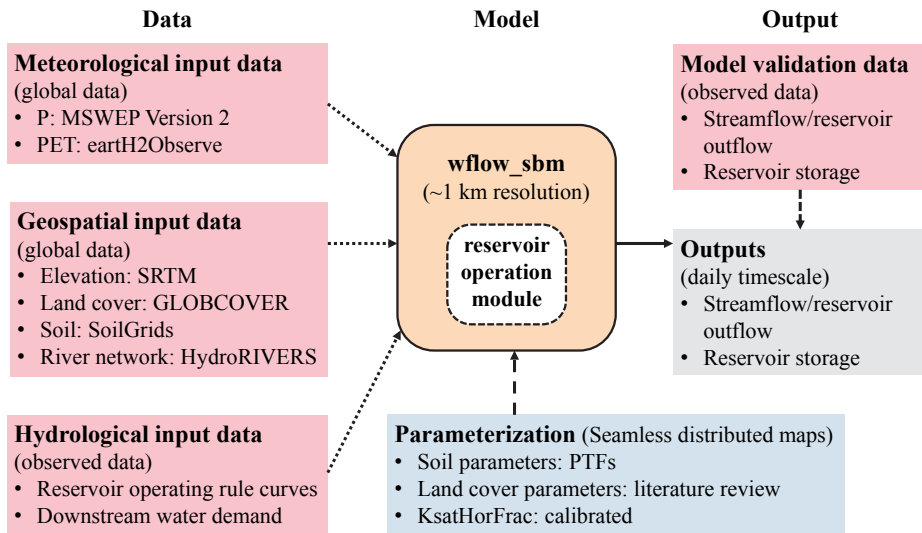 Data
Meteorological input data
(global data)
• P: MSWEP Version 2
• PET: eartH2Observe
Geospatial input data
(global data)
• Elevation: SRTM
• Land cover: GLOBCOVER
• Soil: SoilGrids
• River network: HydroRIVERS
Hydrological input data
(observed data)
• Reservoir operating rule curves
• Downstream water demand
Model
wflow_sbm
(~1 km resolution)
reservoir
operation
module
Parameterization (Seamless distributed maps)
• Soil parameters: PTFs
• Land cover parameters: literature review
• KsatHorFrac: calibrated
Output
Model validation data
(observed data)
• Streamflow/reservoir
outflow
• Reservoir storage
Outputs
(daily timescale)
• Streamflow/reservoir
outflow
• Reservoir storage